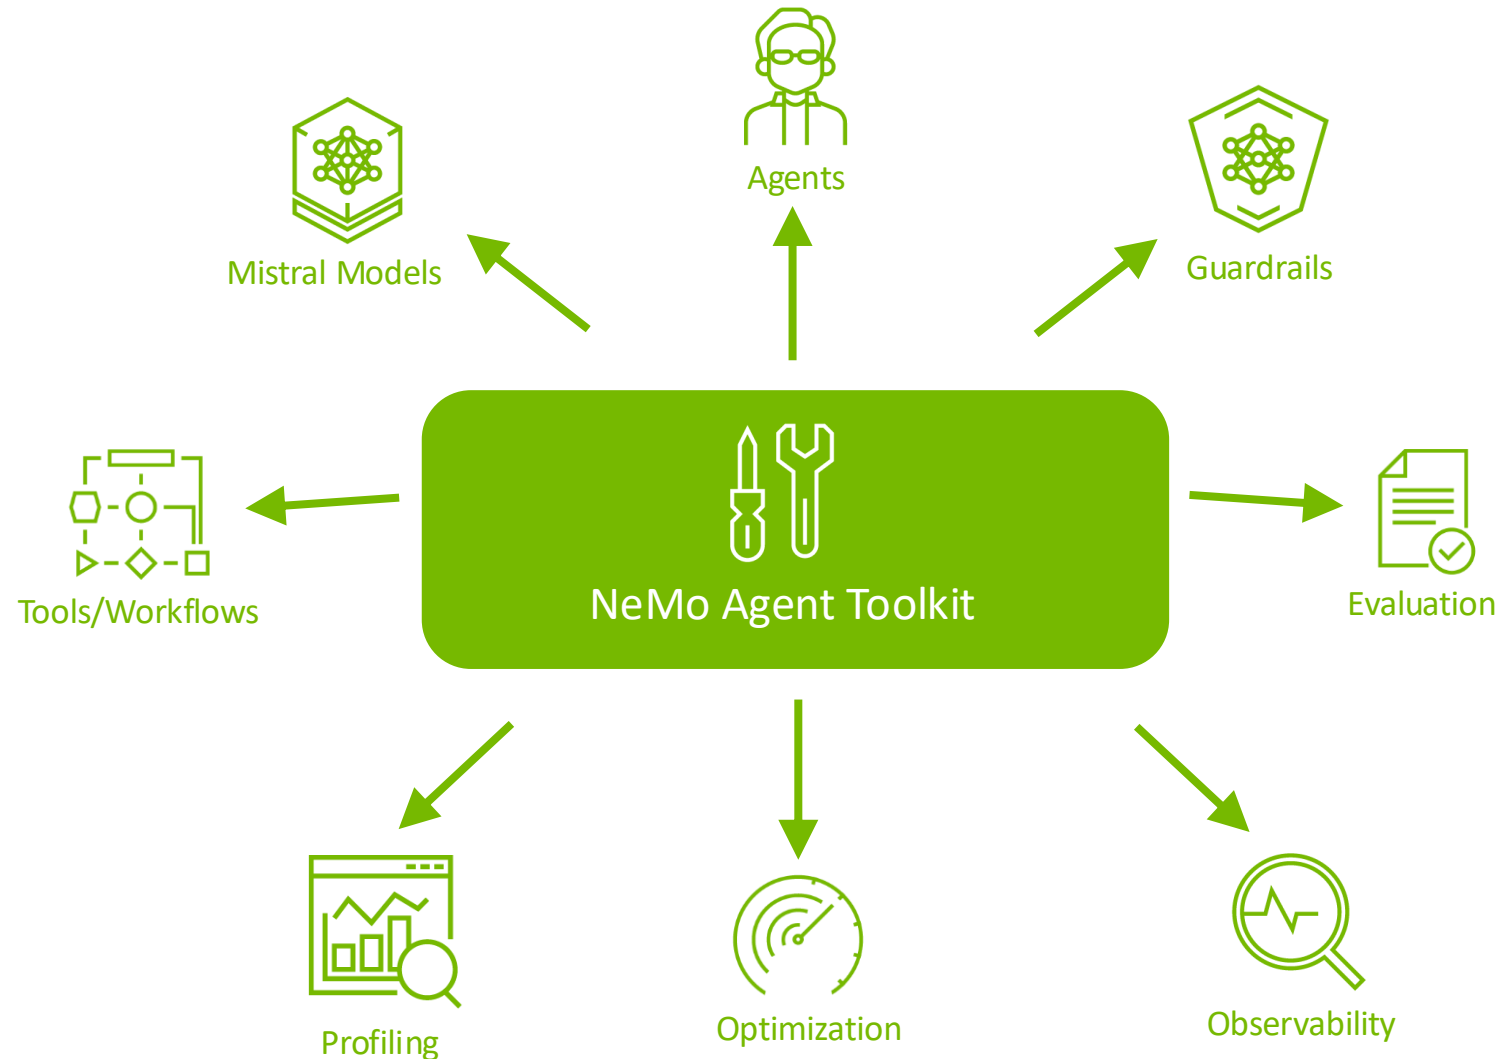 Agents
Mistral Models
Guardrails
Tools/Workflows
NeMo Agent Toolkit
Evaluation
Profiling
Optimization
Observability